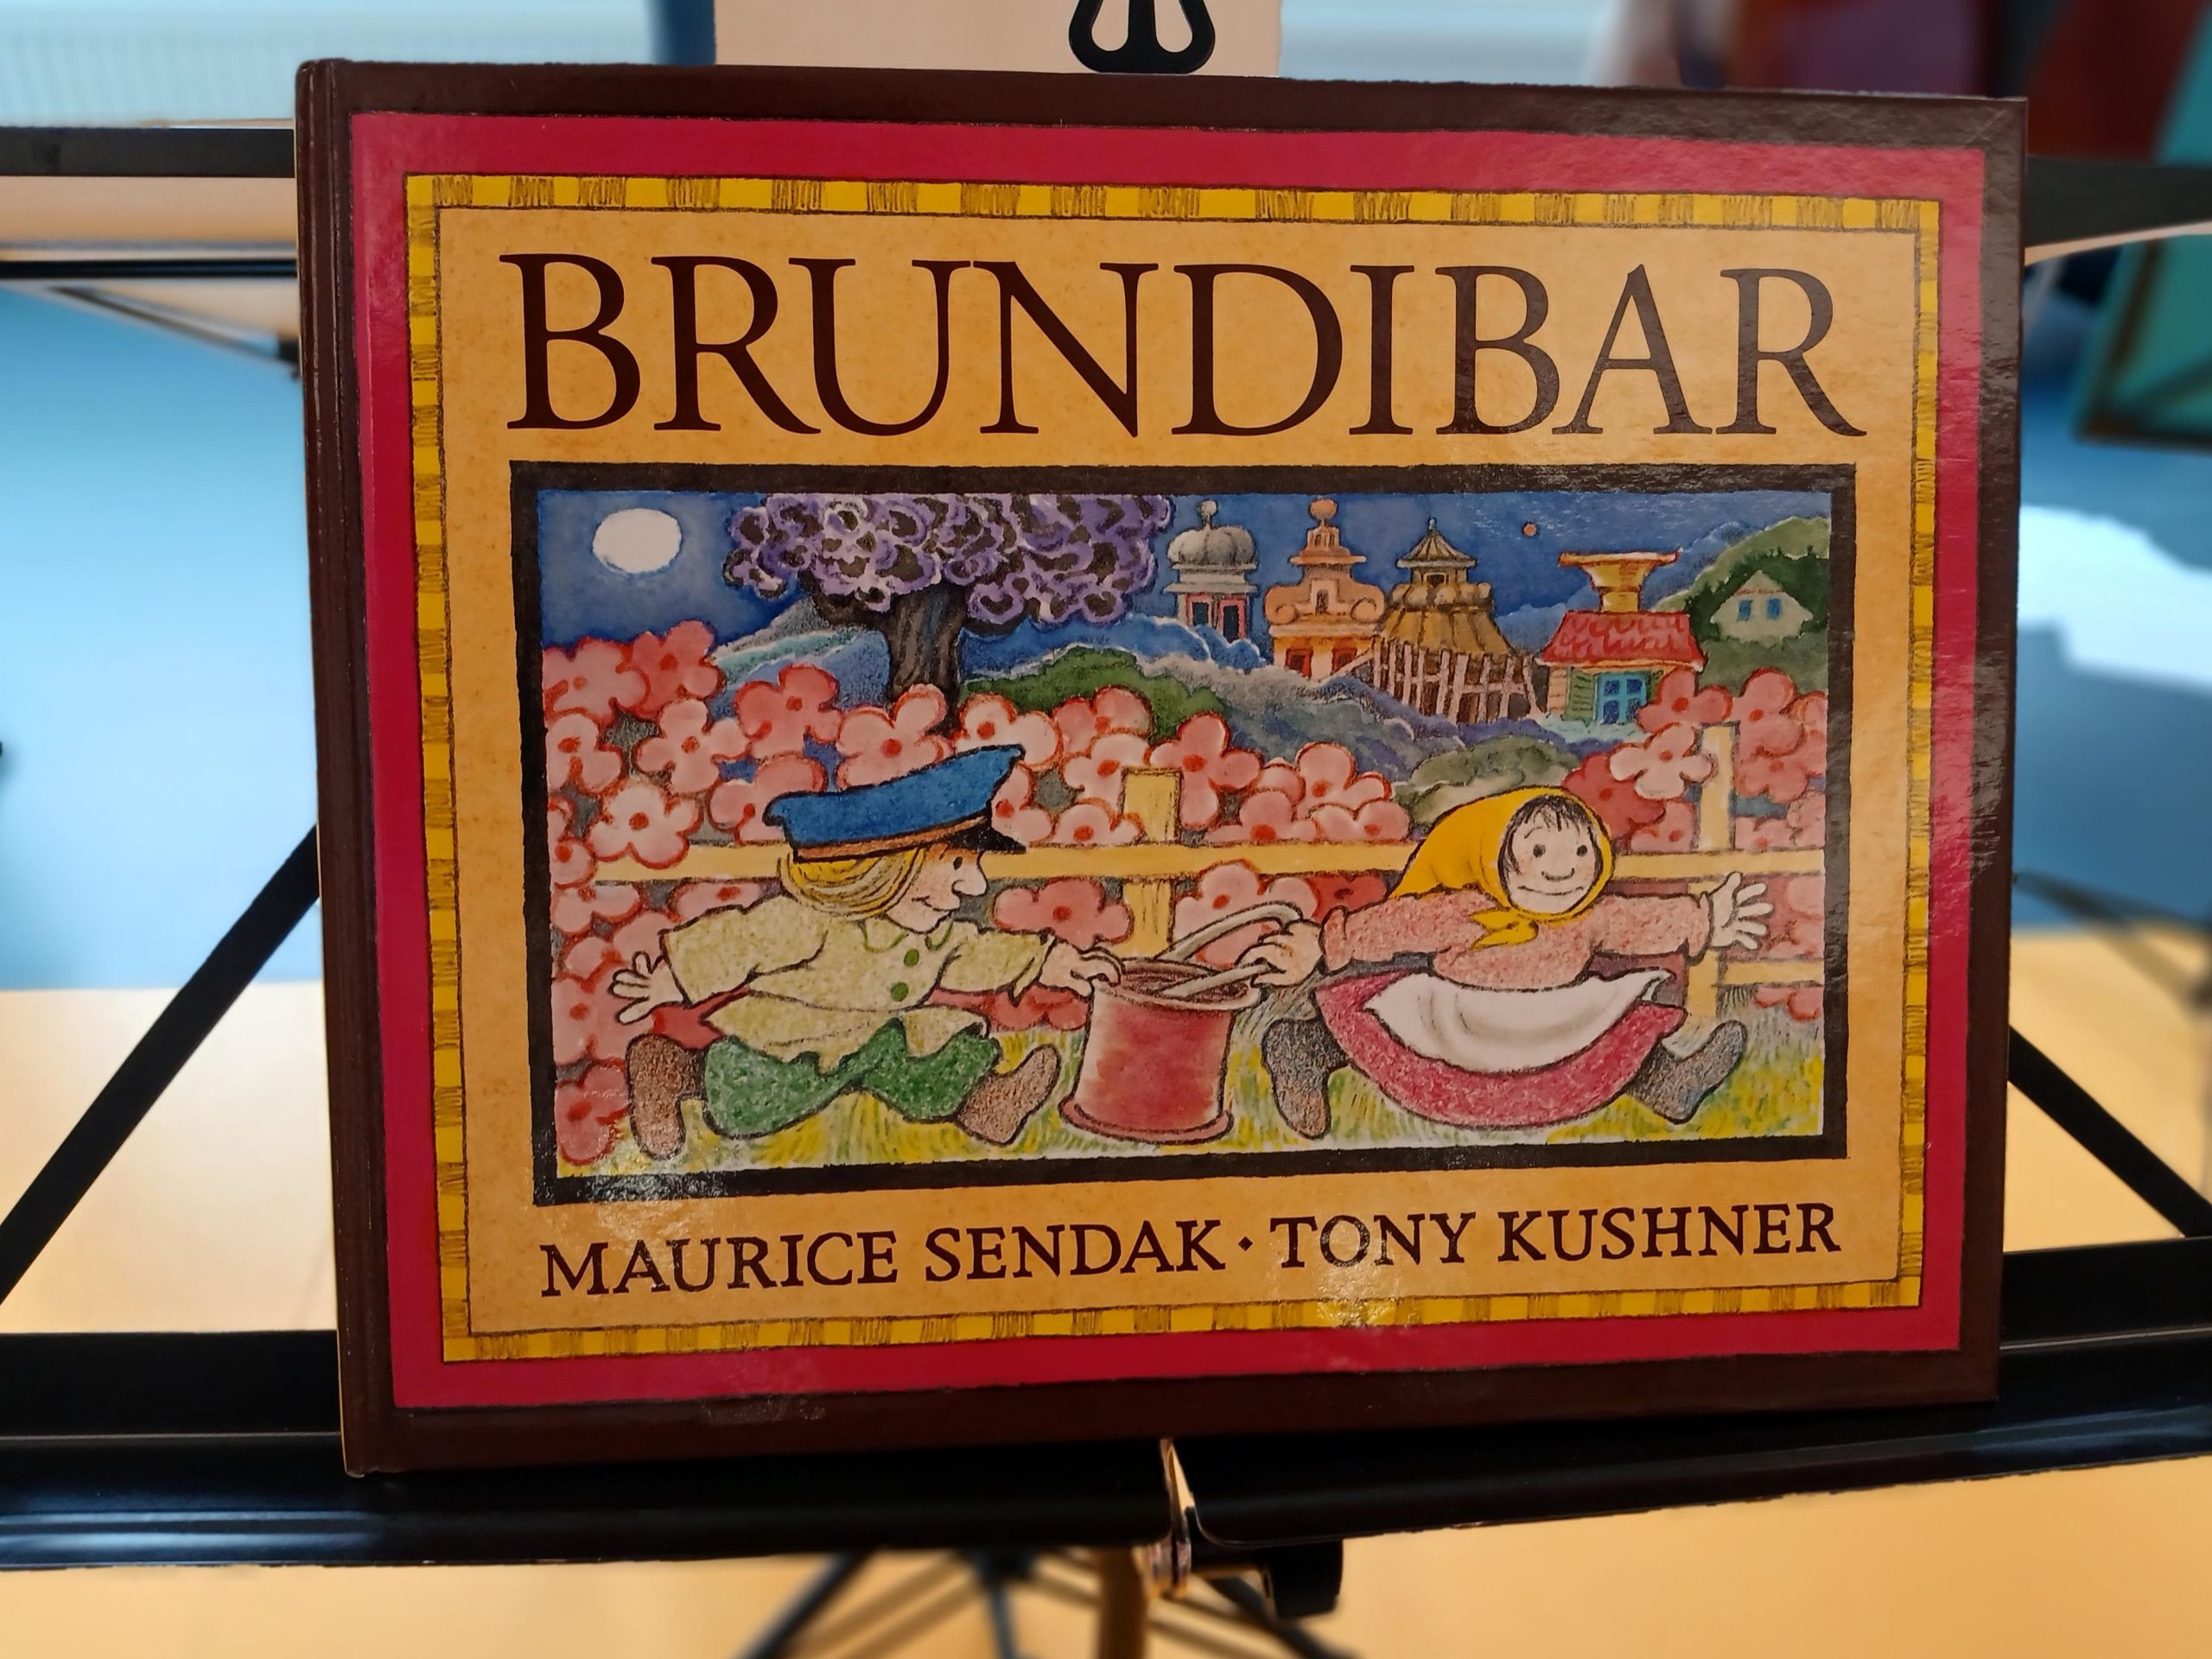 BRUNDIBAR
MAURICE SENDAK · TONY KUSHNER